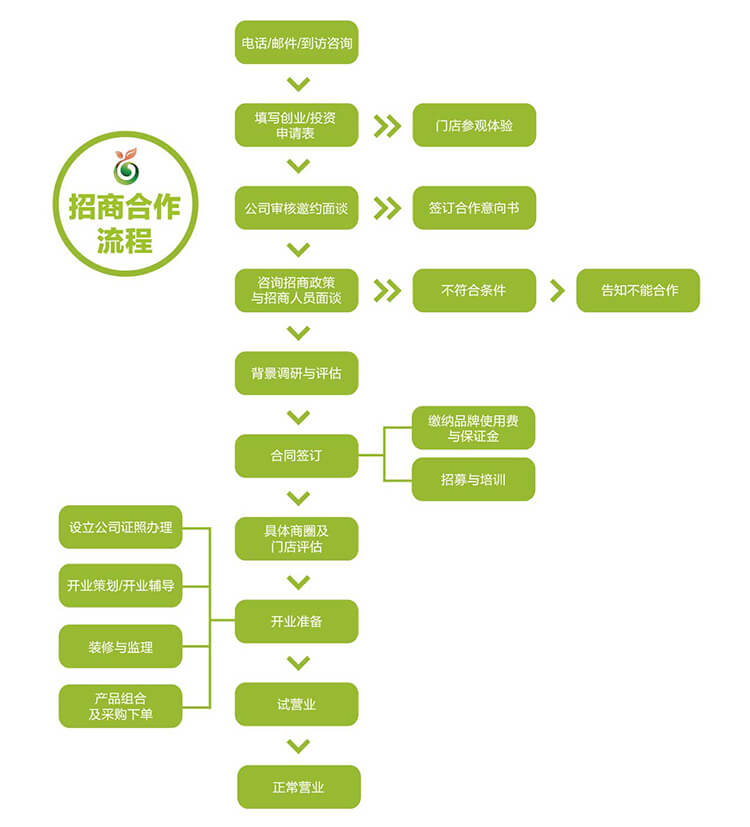 电话/邮件/到访咨询
填写创业/投资
申请表
门店参观体验
招商合作
流程
公司审核邀约面谈
签订合作意向书
咨询招商政策
与招商人员面谈
不符合条件
告知不能合作
背景调研与评估
合同签订
缴纳品牌使用费
与保证金
招募与培训
具体商圈及
门店评估
开业准备
设立公司证照办理
开业策划/开业辅导
装修与监理
产品组合
及采购下单
试营业
正常营业